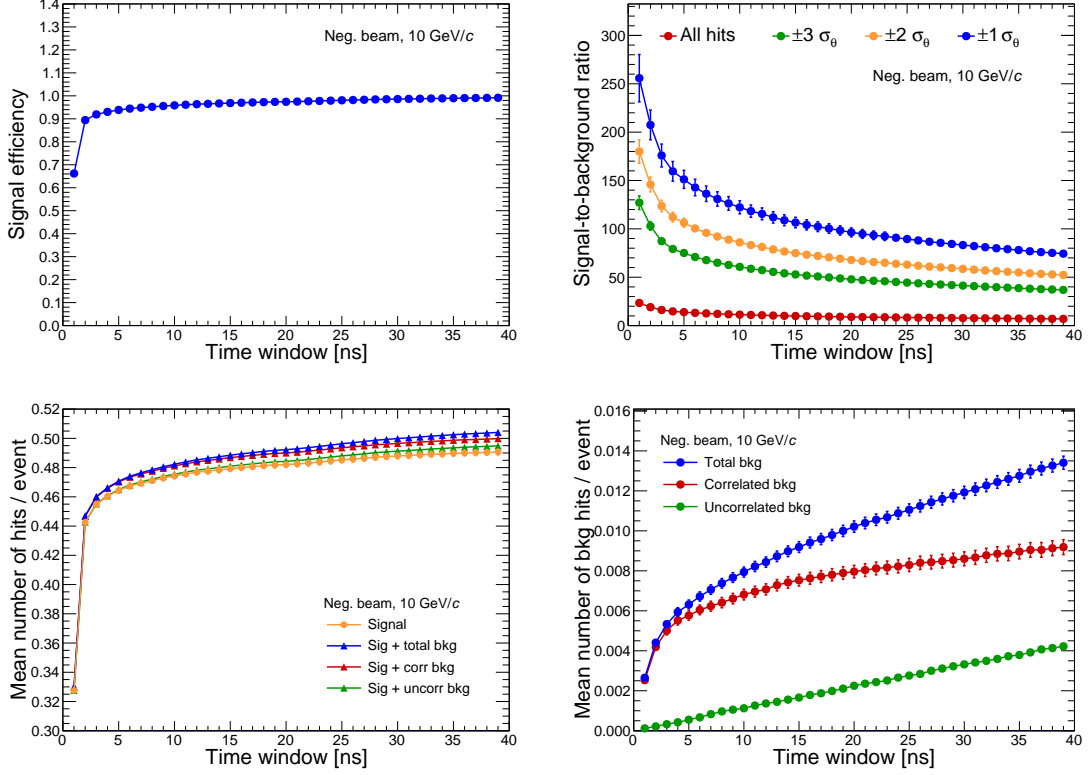 Signal efficiency
1.4
1.3
1.2
1.1
1.0
0.9
0.8
0.7
0.6
0.5
0.4
0.3
0.2
0.1
0.0
Neg. beam, 10 GeV/c
0 5 10 15 20 25 30 35 40
Time window [ns]
Signal-to-background ratio
300
250
200
150
100
50
0
All hits ±3 σθ ±2 σθ ±1 σθ
Neg. beam, 10 GeV/c
0 5 10 15 20 25 30 35 40
Time window [ns]
Mean number of hits / event
0.52
0.50
0.48
0.46
0.44
0.42
0.40
0.38
0.36
0.34
0.32
0.30
Neg. beam, 10 GeV/c
Signal
Sig + total bkg
Sig + corr bkg
Sig + uncorr bkg
0 5 10 15 20 25 30 35 40
Time window [ns]
Mean number of bkg hits / event
0.016
0.014
0.012
0.010
0.008
0.006
0.004
0.002
0.000
Neg. beam, 10 GeV/c
Total bkg
Correlated bkg
Uncorrelated bkg
0 5 10 15 20 25 30 35 40
Time window [ns]